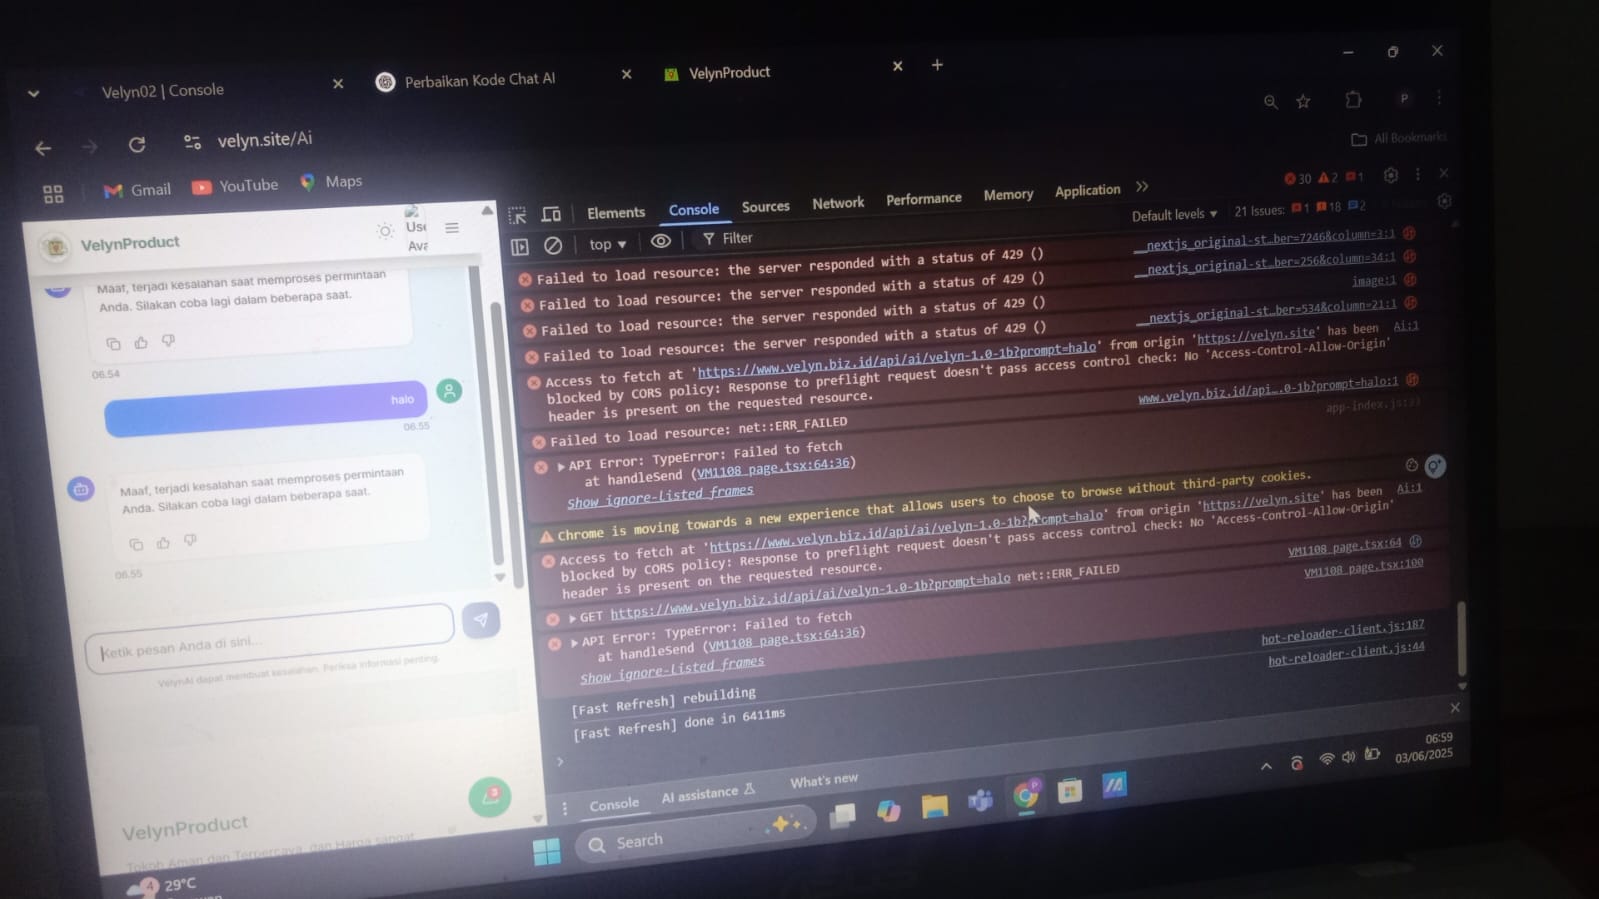 Velyn02 | Console
Perbaikan Kode Chat AI
VelynProduct
velyn.site/Ai
P
All Bookmarks
Gmail
YouTube
Maps
VelynProduct
Use
Ava
Maaf, terjadi kesalahan saat memproses permintaan
Anda. Silakan coba lagi dalam beberapa saat.
06.54
halo
06.55
Maaf, terjadi kesalahan saat memproses permintaan
Anda. Silakan coba lagi dalam beberapa saat.
06.55
Ketik pesan Anda di sini...
VelynAI dapat membuat kesalahan. Periksa informasi penting.
3
VelynProduct
Tokoh Aman dan Terpercaya, dan Harga sangat
Elements
Console
Sources
Network
Performance
Memory
Application
30
2
1
top
Filter
Default levels
21 Issues:
1
18
2
Failed to load resource: the server responded with a status of 429 ()
__nextjs_original-st…ber=7246&column=3:1
Failed to load resource: the server responded with a status of 429 ()
__nextjs_original-st…ber=256&column=34:1
Failed to load resource: the server responded with a status of 429 ()
image:1
Failed to load resource: the server responded with a status of 429 ()
__nextjs_original-st…ber=534&column=21:1
Access to fetch at 'https://www.velyn.biz.id/api/ai/velyn-1.0-1b?prompt=halo' from origin 'https://velyn.site' has been
Ai:1
blocked by CORS policy: Response to preflight request doesn't pass access control check: No 'Access-Control-Allow-Origin'
header is present on the requested resource.
Failed to load resource: net::ERR_FAILED
www.velyn.biz.id/api…0-1b?prompt=halo:1
API Error: TypeError: Failed to fetch
at handleSend (VM1108 page.tsx:64:36)
Show ignore-listed frames
Chrome is moving towards a new experience that allows users to choose to browse without third-party cookies.
Access to fetch at 'https://www.velyn.biz.id/api/ai/velyn-1.0-1b?prompt=halo' from origin 'https://velyn.site' has been
Ai:1
blocked by CORS policy: Response to preflight request doesn't pass access control check: No 'Access-Control-Allow-Origin'
header is present on the requested resource.
GET https://www.velyn.biz.id/api/ai/velyn-1.0-1b?prompt=halo net::ERR_FAILED
VM1108 page.tsx:64
API Error: TypeError: Failed to fetch
VM1108 page.tsx:100
at handleSend (VM1108 page.tsx:64:36)
Show ignore-listed frames
[Fast Refresh] rebuilding
hot-reloader-client.js:187
[Fast Refresh] done in 6411ms
hot-reloader-client.js:44
Console
AI assistance
What's new
4
29°C
Search
06:59
03/06/2025